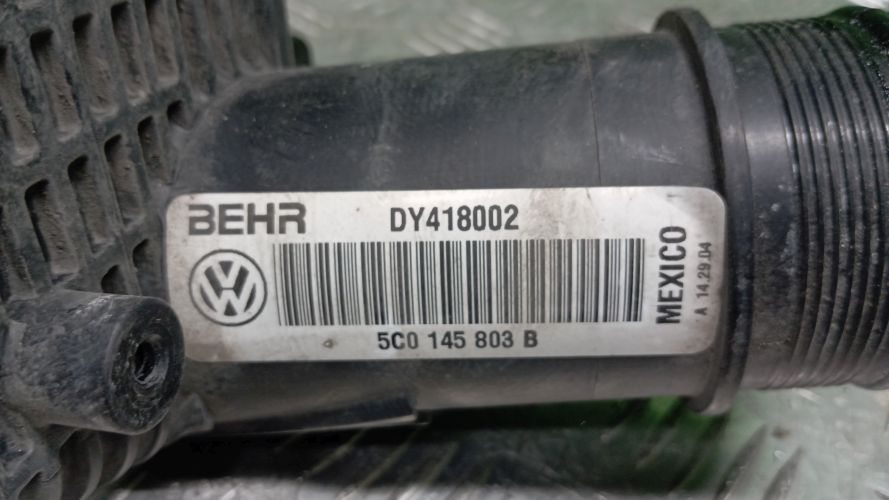 BEHR DY418002
5C0 145 803 B
MEXICO
A 14.29.04